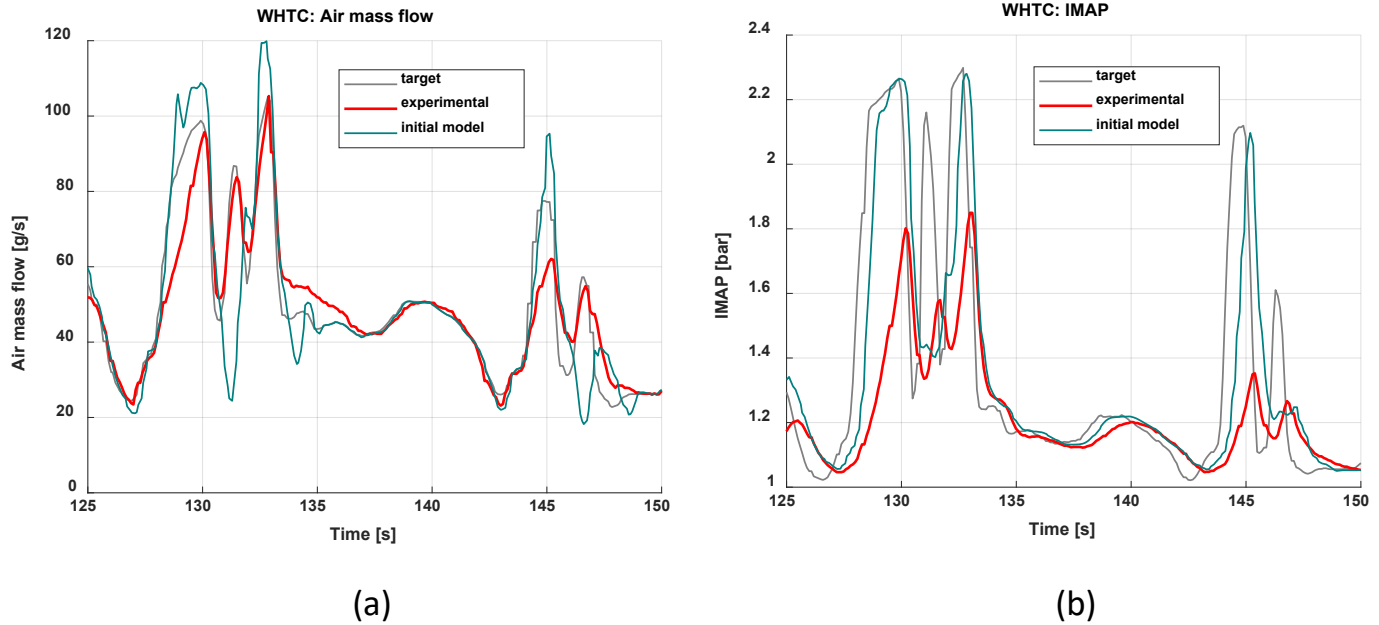 WHTC: Air mass flow
120
100
80
60
40
20
0
Air mass flow [g/s]
target
experimental
initial model
125
130
135
140
145
150
Time [s]
(a)
WHTC: IMAP
2.4
2.2
2
1.8
1.6
1.4
1.2
1
IMAP [bar]
target
experimental
initial model
125
130
135
140
145
150
Time [s]
(b)